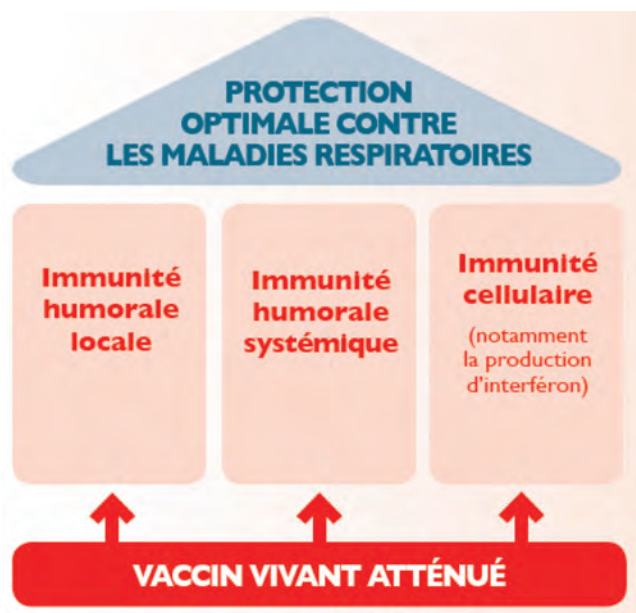 PROTECTION
OPTIMALE CONTRE
LES MALADIES RESPIRATOIRES
Immunité
humorale
locale
Immunité
humorale
systémique
Immunité
cellulaire
(notamment
la production
d'interféron)
VACCIN VIVANT ATTÉNUÉ